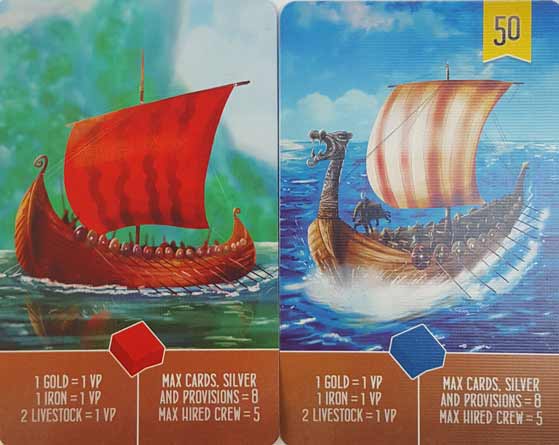 50
1 GOLD = 1 VP
1 IRON = 1 VP
2 LIVESTOCK = 1 VP
MAX CARDS, SILVER
AND PROVISIONS = 8
MAX HIRED CREW = 5
1 GOLD = 1 VP
1 IRON = 1 VP
2 LIVESTOCK = 1 VP
MAX CARDS, SILVER
AND PROVISIONS = 8
MAX HIRED CREW = 5